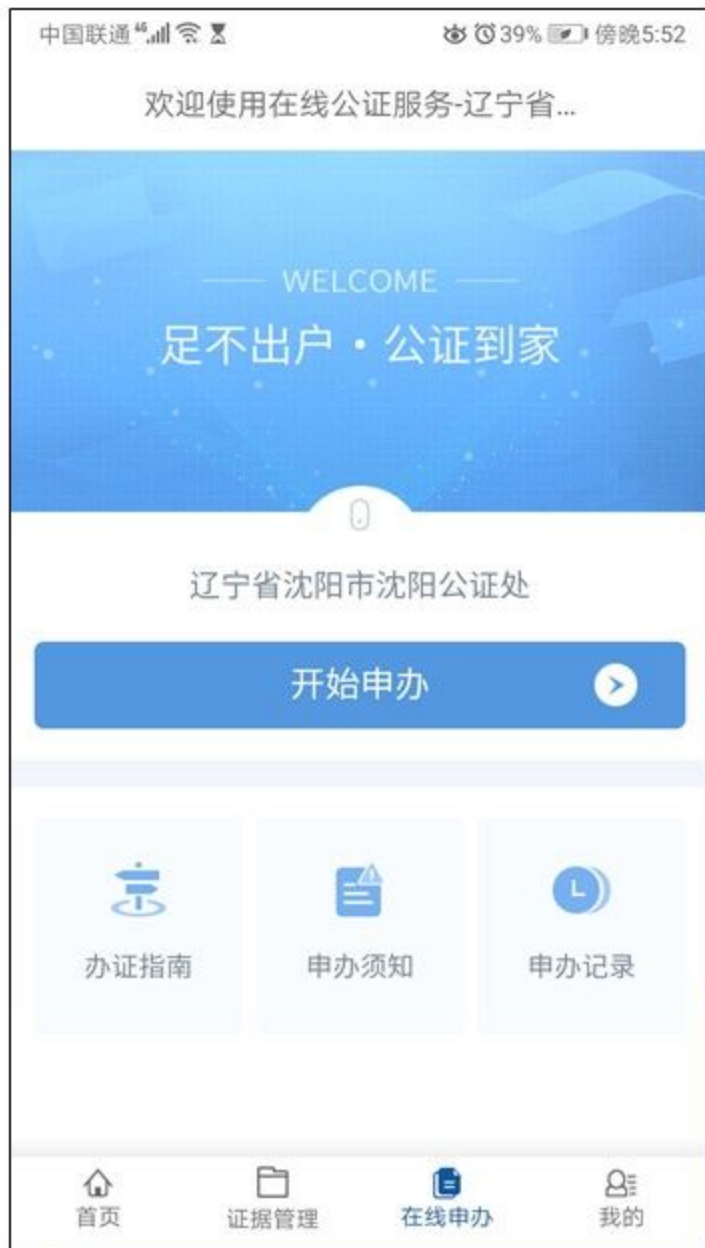 中国联通 46 39% 傍晚5:52
欢迎使用在线公证服务-辽宁省...
WELCOME
足不出户·公证到家
辽宁省沈阳市沈阳公证处
开始申办
办证指南 申办须知 申办记录
首页 证据管理 在线申办 我的